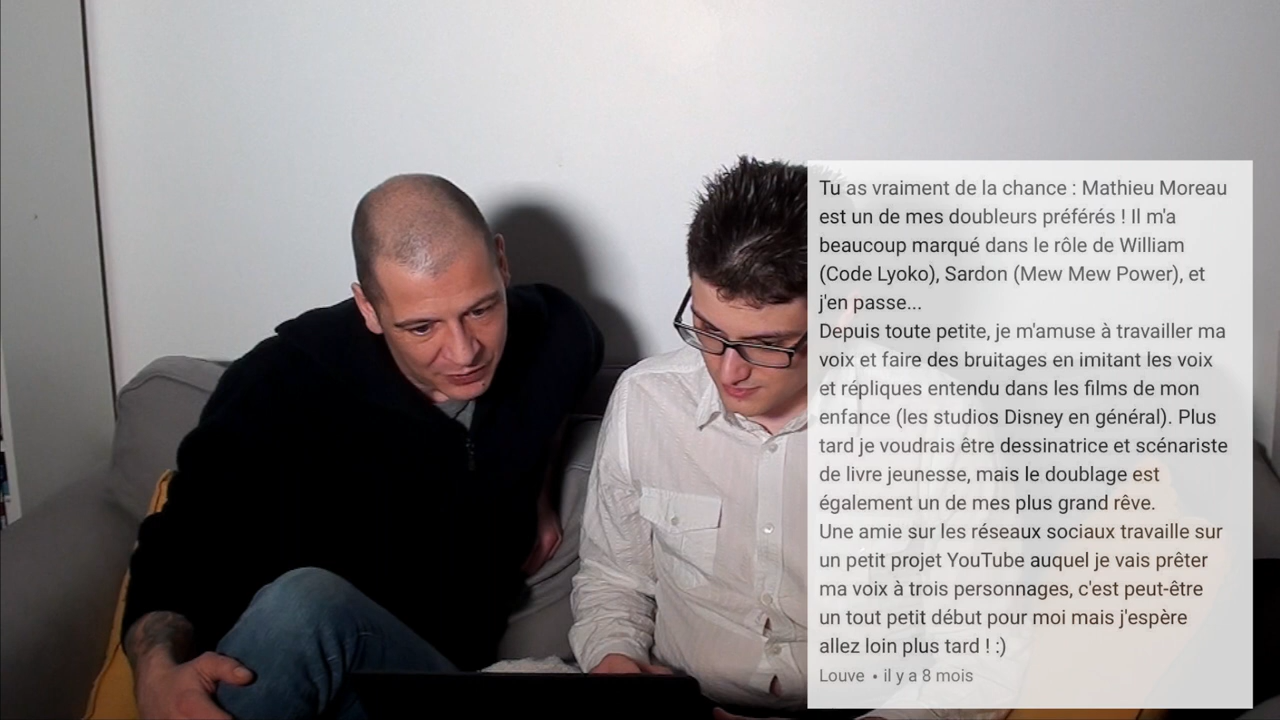 Tu as vraiment de la chance : Mathieu Moreau
est un de mes doubleurs préférés ! Il m'a
beaucoup marqué dans le rôle de William
(Code Lyoko), Sardon (Mew Mew Power), et
j'en passe...
Depuis toute petite, je m'amuse à travailler ma
voix et faire des bruitages en imitant les voix
et répliques entendu dans les films de mon
enfance (les studios Disney en général). Plus
tard je voudrais être dessinatrice et scénariste
de livre jeunesse, mais le doublage est
également un de mes plus grand rêve.
Une amie sur les réseaux sociaux travaille sur
un petit projet YouTube auquel je vais prêter
ma voix à trois personnages, c'est peut-être
un tout petit début pour moi mais j'espère
allez loin plus tard ! :)
Louve • il y a 8 mois